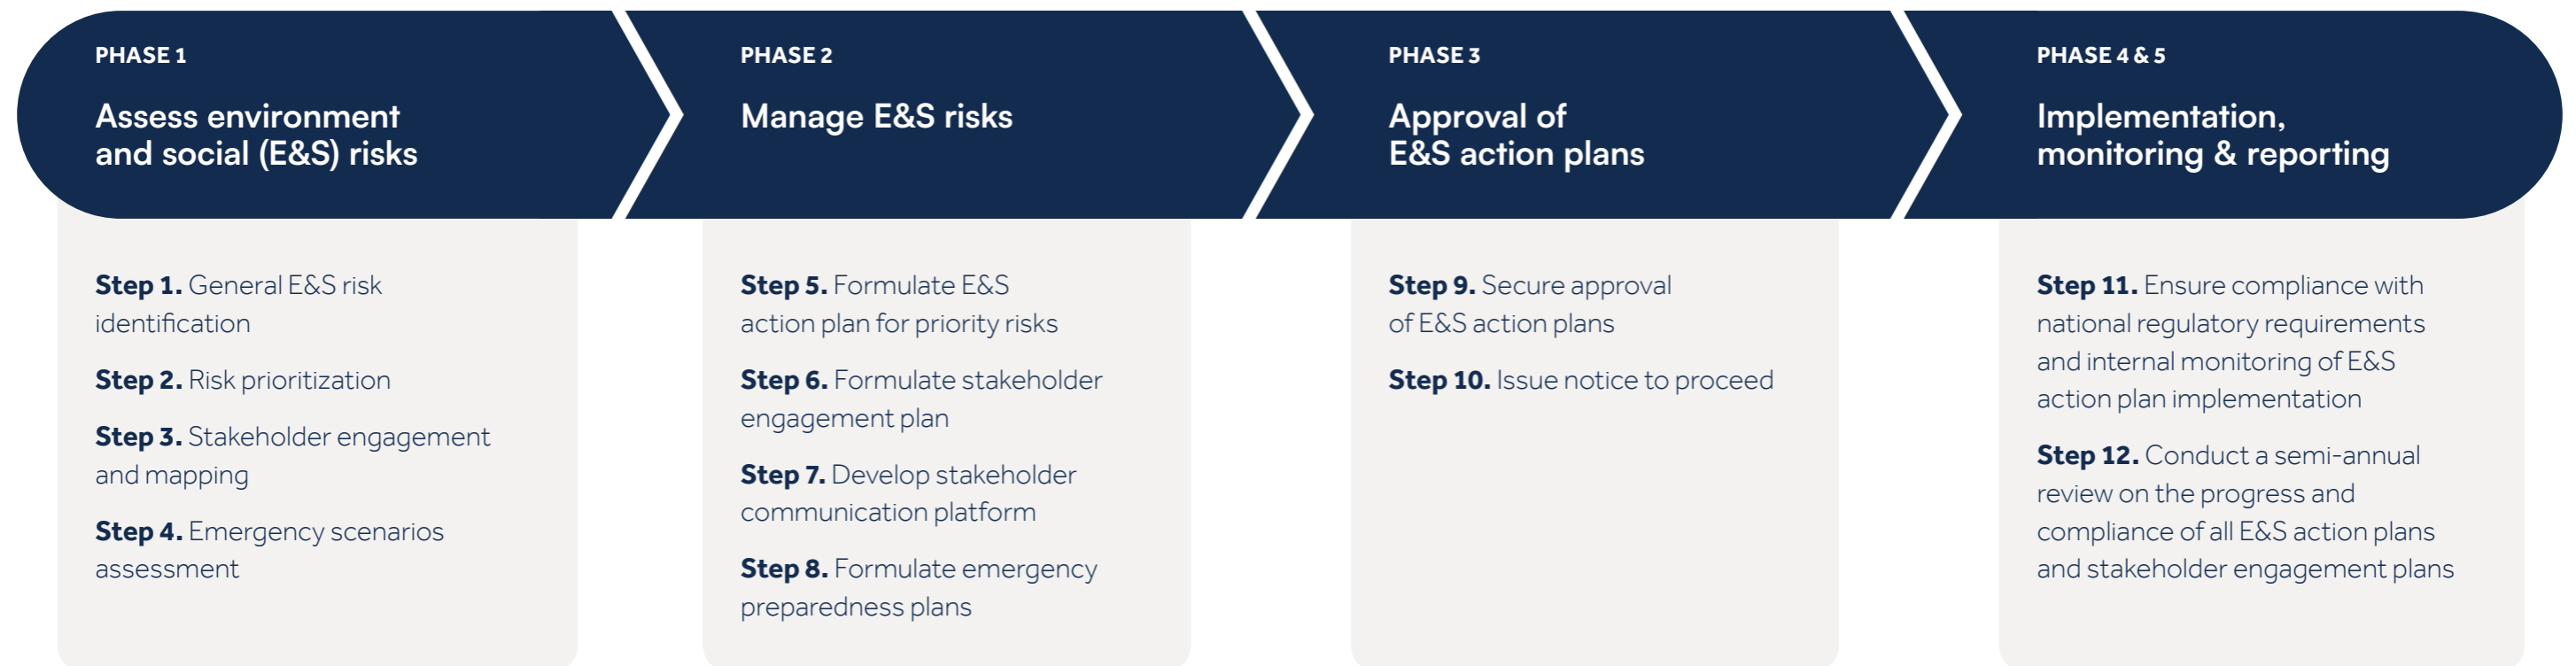 PHASE 1
Assess environment
and social (E&S) risks
Step 1. General E&S risk
identification
Step 2. Risk prioritization
Step 3. Stakeholder engagement
and mapping
Step 4. Emergency scenarios
assessment
PHASE 2
Manage E&S risks
Step 5. Formulate E&S
action plan for priority risks
Step 6. Formulate stakeholder
engagement plan
Step 7. Develop stakeholder
communication platform
Step 8. Formulate emergency
preparedness plans
PHASE 3
Approval of
E&S action plans
Step 9. Secure approval
of E&S action plans
Step 10. Issue notice to proceed
PHASE 4 & 5
Implementation,
monitoring & reporting
Step 11. Ensure compliance with
national regulatory requirements
and internal monitoring of E&S
action plan implementation
Step 12. Conduct a semi-annual
review on the progress and
compliance of all E&S action plans
and stakeholder engagement plans